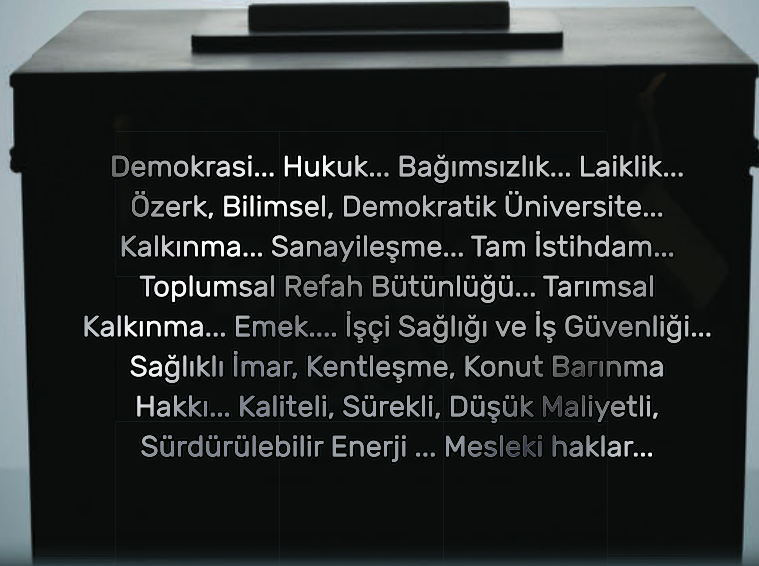 Demokrasi... Hukuk... Bağımsızlık... Laiklik...
Özerk, Bilimsel, Demokratik Üniversite...
Kalkınma... Sanayileşme... Tam İstihdam...
Toplumsal Refah Bütünlüğü... Tarımsal
Kalkınma... Emek.... İşçi Sağlığı ve İş Güvenliği...
Sağlıklı İmar, Kentleşme, Konut Barınma
Hakkı... Kaliteli, Sürekli, Düşük Maliyetli,
Sürdürülebilir Enerji ... Mesleki haklar...